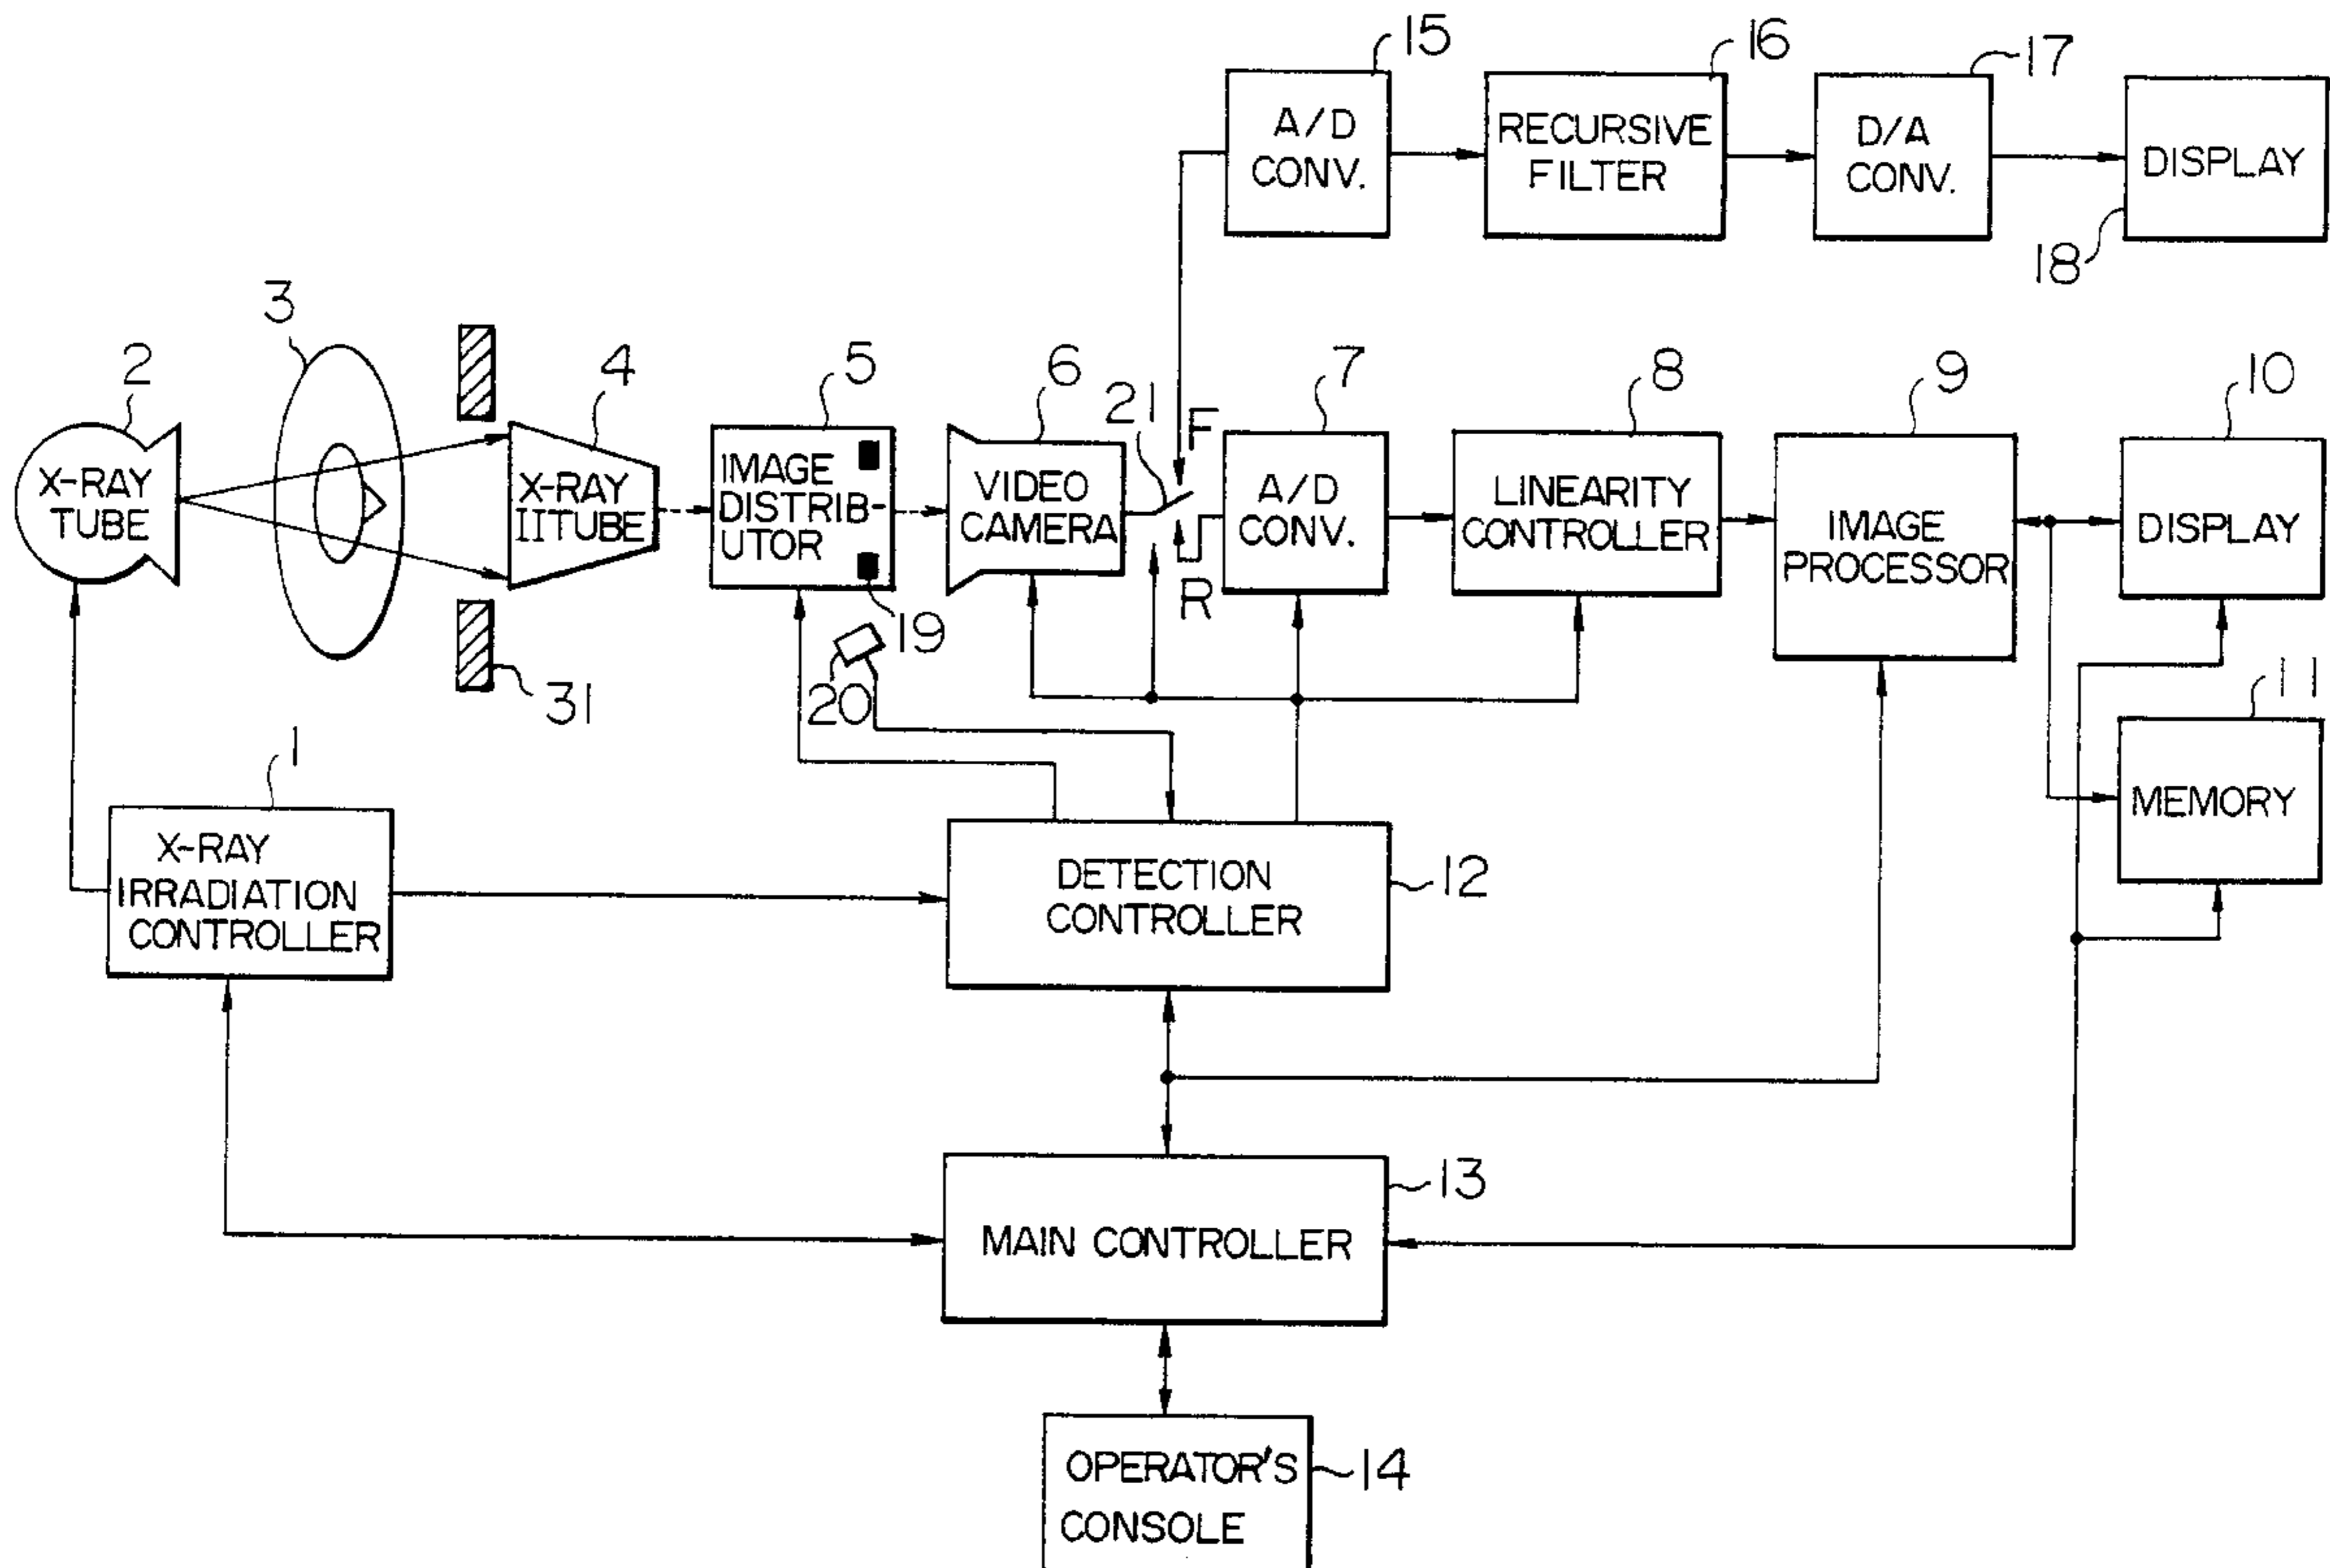 15
16
17
A/D
CONV.
RECURSIVE
FILTER
D/A
CONV.
DISPLAY
18
3
2
4
5
6
21
F
7
8
9
10
X-RAY
TUBE
X-RAY
IITUBE
IMAGE
DISTRIB-
UTOR
VIDEO
CAMERA
A/D
CONV.
LINEARITY
CONTROLLER
IMAGE
PROCESSOR
DISPLAY
R
19
20
31
11
MEMORY
1
X-RAY
IRRADIATION
CONTROLLER
DETECTION
CONTROLLER
12
13
MAIN CONTROLLER
OPERATOR'S
CONSOLE
14